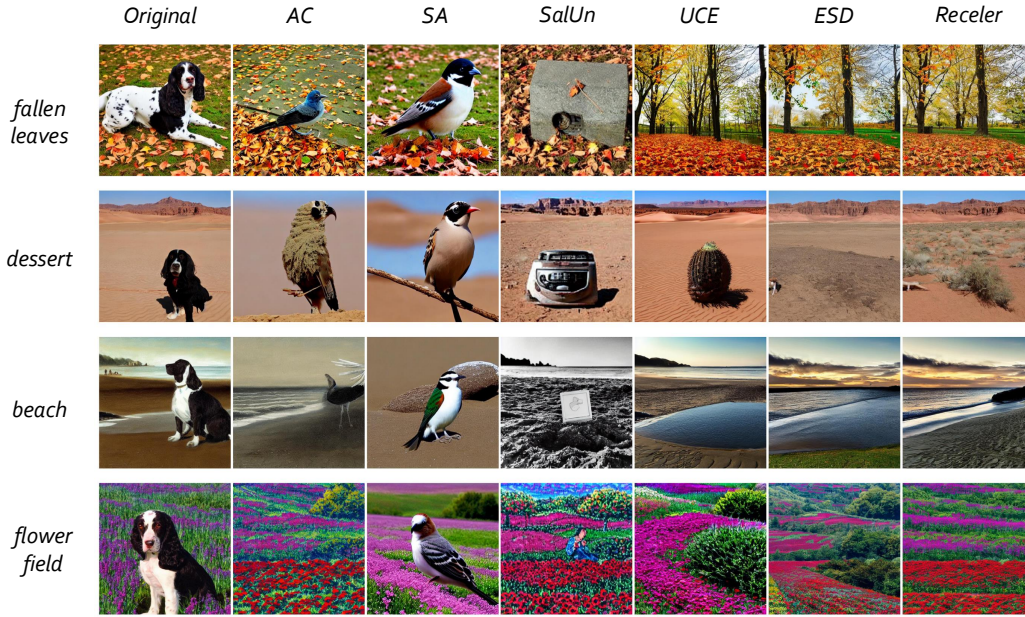 Original AC SA SalUn UCE ESD Receler
fallen
leaves
dessert
beach
flower
field